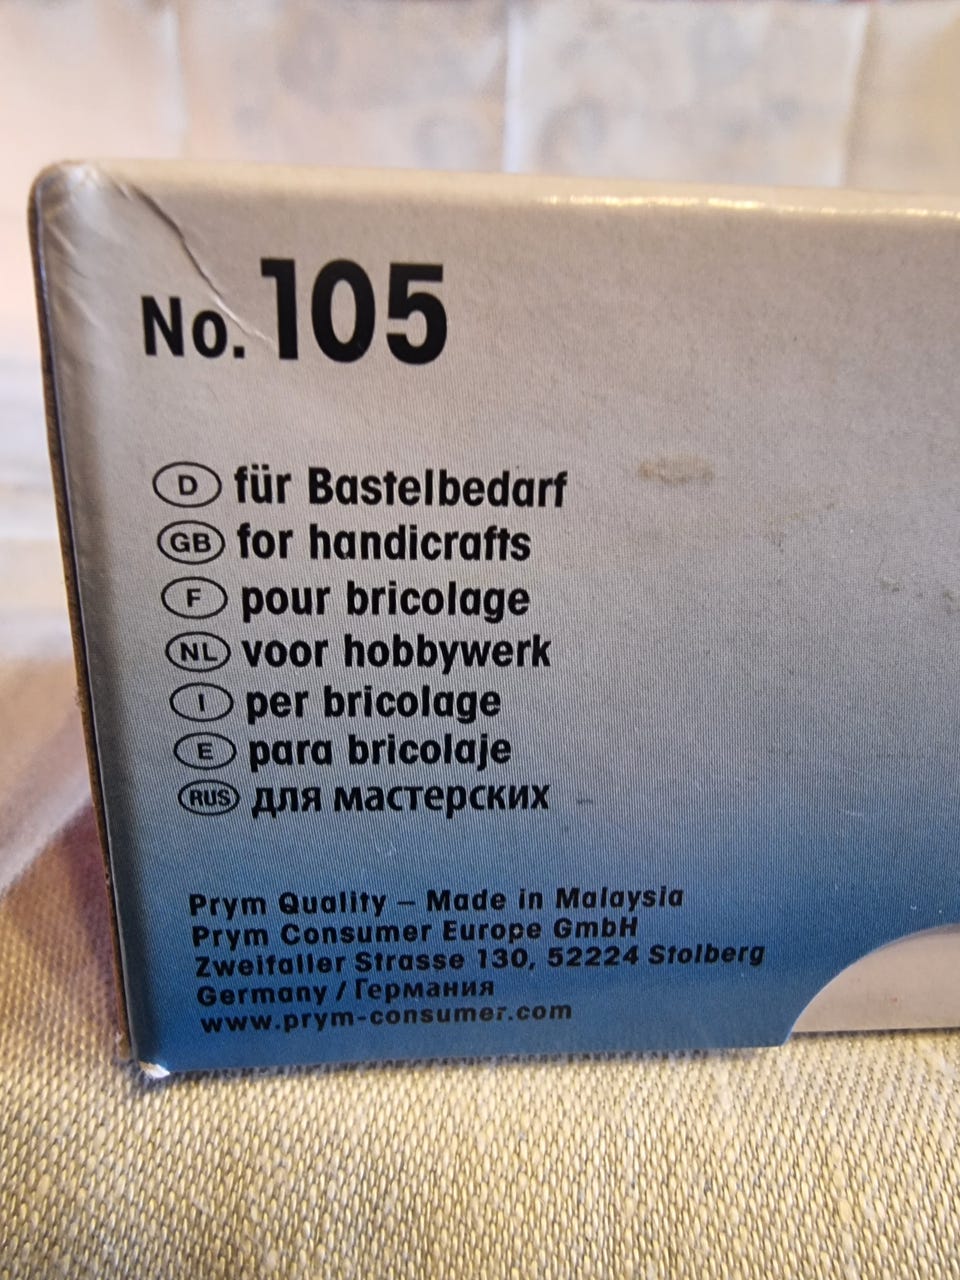 No. 105
D für Bastelbedarf
GB for handicrafts
F pour bricolage
NL voor hobbywerk
I per bricolage
E para bricolaje
RUS для мастерских
Prym Quality – Made in Malaysia
Prym Consumer Europe GmbH
Zweifaller Strasse 130, 52224 Stolberg
Germany / Германия
www.prym-consumer.com